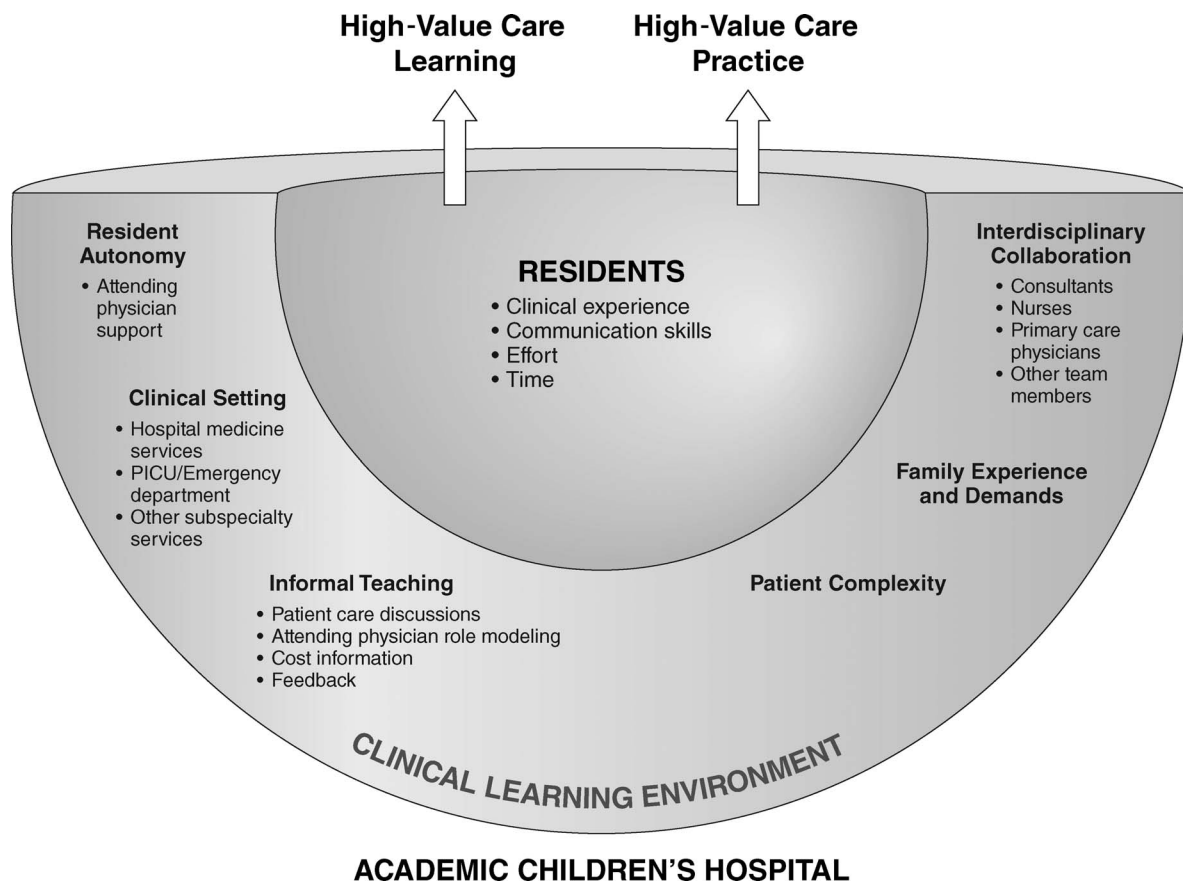 High-Value Care
Learning
High-Value Care
Practice
Resident
Autonomy
• Attending
physician
support
Clinical Setting
• Hospital medicine
services
• PICU/Emergency
department
• Other subspecialty
services
Informal Teaching
• Patient care discussions
• Attending physician role modeling
• Cost information
• Feedback
RESIDENTS
• Clinical experience
• Communication skills
• Effort
• Time
Interdisciplinary
Collaboration
• Consultants
• Nurses
• Primary care
physicians
• Other team
members
Family Experience
and Demands
Patient Complexity
CLINICAL LEARNING ENVIRONMENT
ACADEMIC CHILDREN'S HOSPITAL